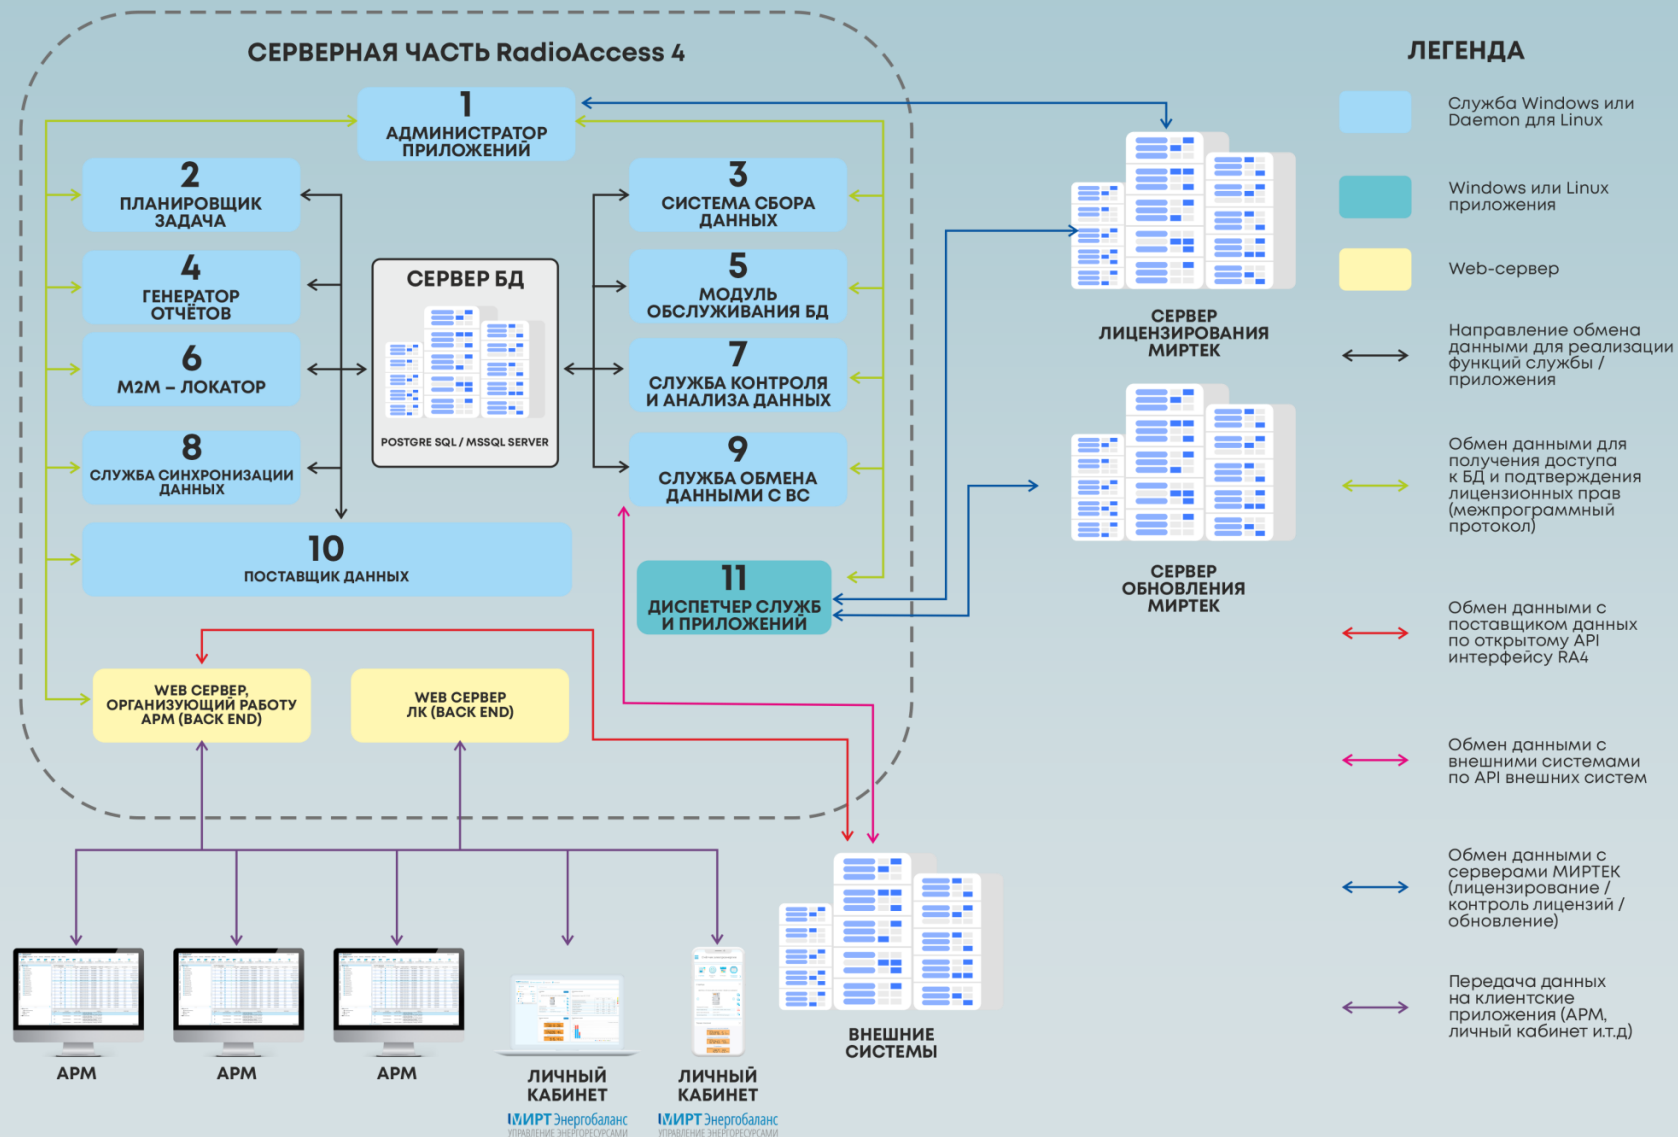 СЕРВЕРНАЯ ЧАСТЬ RadioAccess 4
1
АДМИНИСТРАТОР
ПРИЛОЖЕНИЙ
2
ПЛАНИРОВЩИК
ЗАДАЧА
3
СИСТЕМА СБОРА
ДАННЫХ
4
ГЕНЕРАТОР
ОТЧЁТОВ
5
МОДУЛЬ
ОБСЛУЖИВАНИЯ БД
6
М2М – ЛОКАТОР
7
СЛУЖБА КОНТРОЛЯ
И АНАЛИЗА ДАННЫХ
8
СЛУЖБА СИНХРОНИЗАЦИИ
ДАННЫХ
9
СЛУЖБА ОБМЕНА
ДАННЫМИ С ВС
СЕРВЕР БД
POSTGRE SQL / MSSQL SERVER
10
ПОСТАВЩИК ДАННЫХ
11
ДИСПЕТЧЕР СЛУЖБ
И ПРИЛОЖЕНИЙ
WEB СЕРВЕР,
ОРГАНИЗУЮЩИЙ РАБОТУ
АРМ (BACK END)
WEB СЕРВЕР
ЛК (BACK END)
СЕРВЕР
ЛИЦЕНЗИРОВАНИЯ
МИРТЕК
СЕРВЕР
ОБНОВЛЕНИЯ
МИРТЕК
ВНЕШНИЕ
СИСТЕМЫ
АРМ
АРМ
АРМ
ЛИЧНЫЙ
КАБИНЕТ
МИРТ Энергобаланс
УПРАВЛЕНИЕ ЭНЕРГОРЕСУРСАМИ
ЛИЧНЫЙ
КАБИНЕТ
МИРТ Энергобаланс
УПРАВЛЕНИЕ ЭНЕРГОРЕСУРСАМИ
ЛЕГЕНДА
Служба Windows или
Daemon для Linux
Windows или Linux
приложения
Web-сервер
Направление обмена
данными для реализации
функций службы /
приложения
Обмен данными для
получения доступа
к БД и подтверждения
лицензионных прав
(межпрограммный
протокол)
Обмен данными с
поставщиком данных
по открытому API
интерфейсу RA4
Обмен данными с
внешними системами
по API внешних систем
Обмен данными с
серверами МИРТЕК
(лицензирование /
контроль лицензий /
обновление)
Передача данных
на клиентские
приложения (АРМ,
личный кабинет и.т.д)